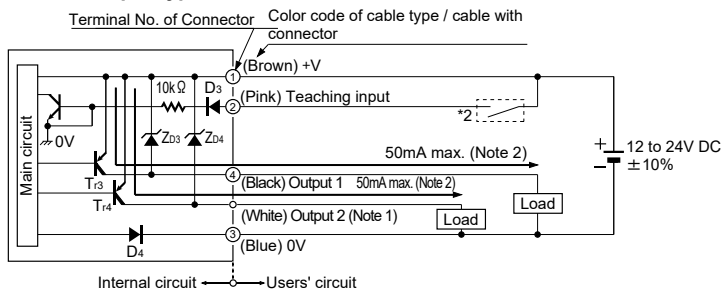 Terminal No. of Connector
Color code of cable type / cable with connector
1
(Brown) +V
10kΩ
D3
2
(Pink) Teaching input
*2
Main circuit
0V
ZD3
ZD4
12 to 24V DC
±10%
+
−
50mA max. (Note 2)
Tr3
4
(Black) Output 1
50mA max. (Note 2)
Tr4
Load
Load
(White) Output 2 (Note 1)
3
D4
(Blue) 0V
Internal circuit
Users' circuit